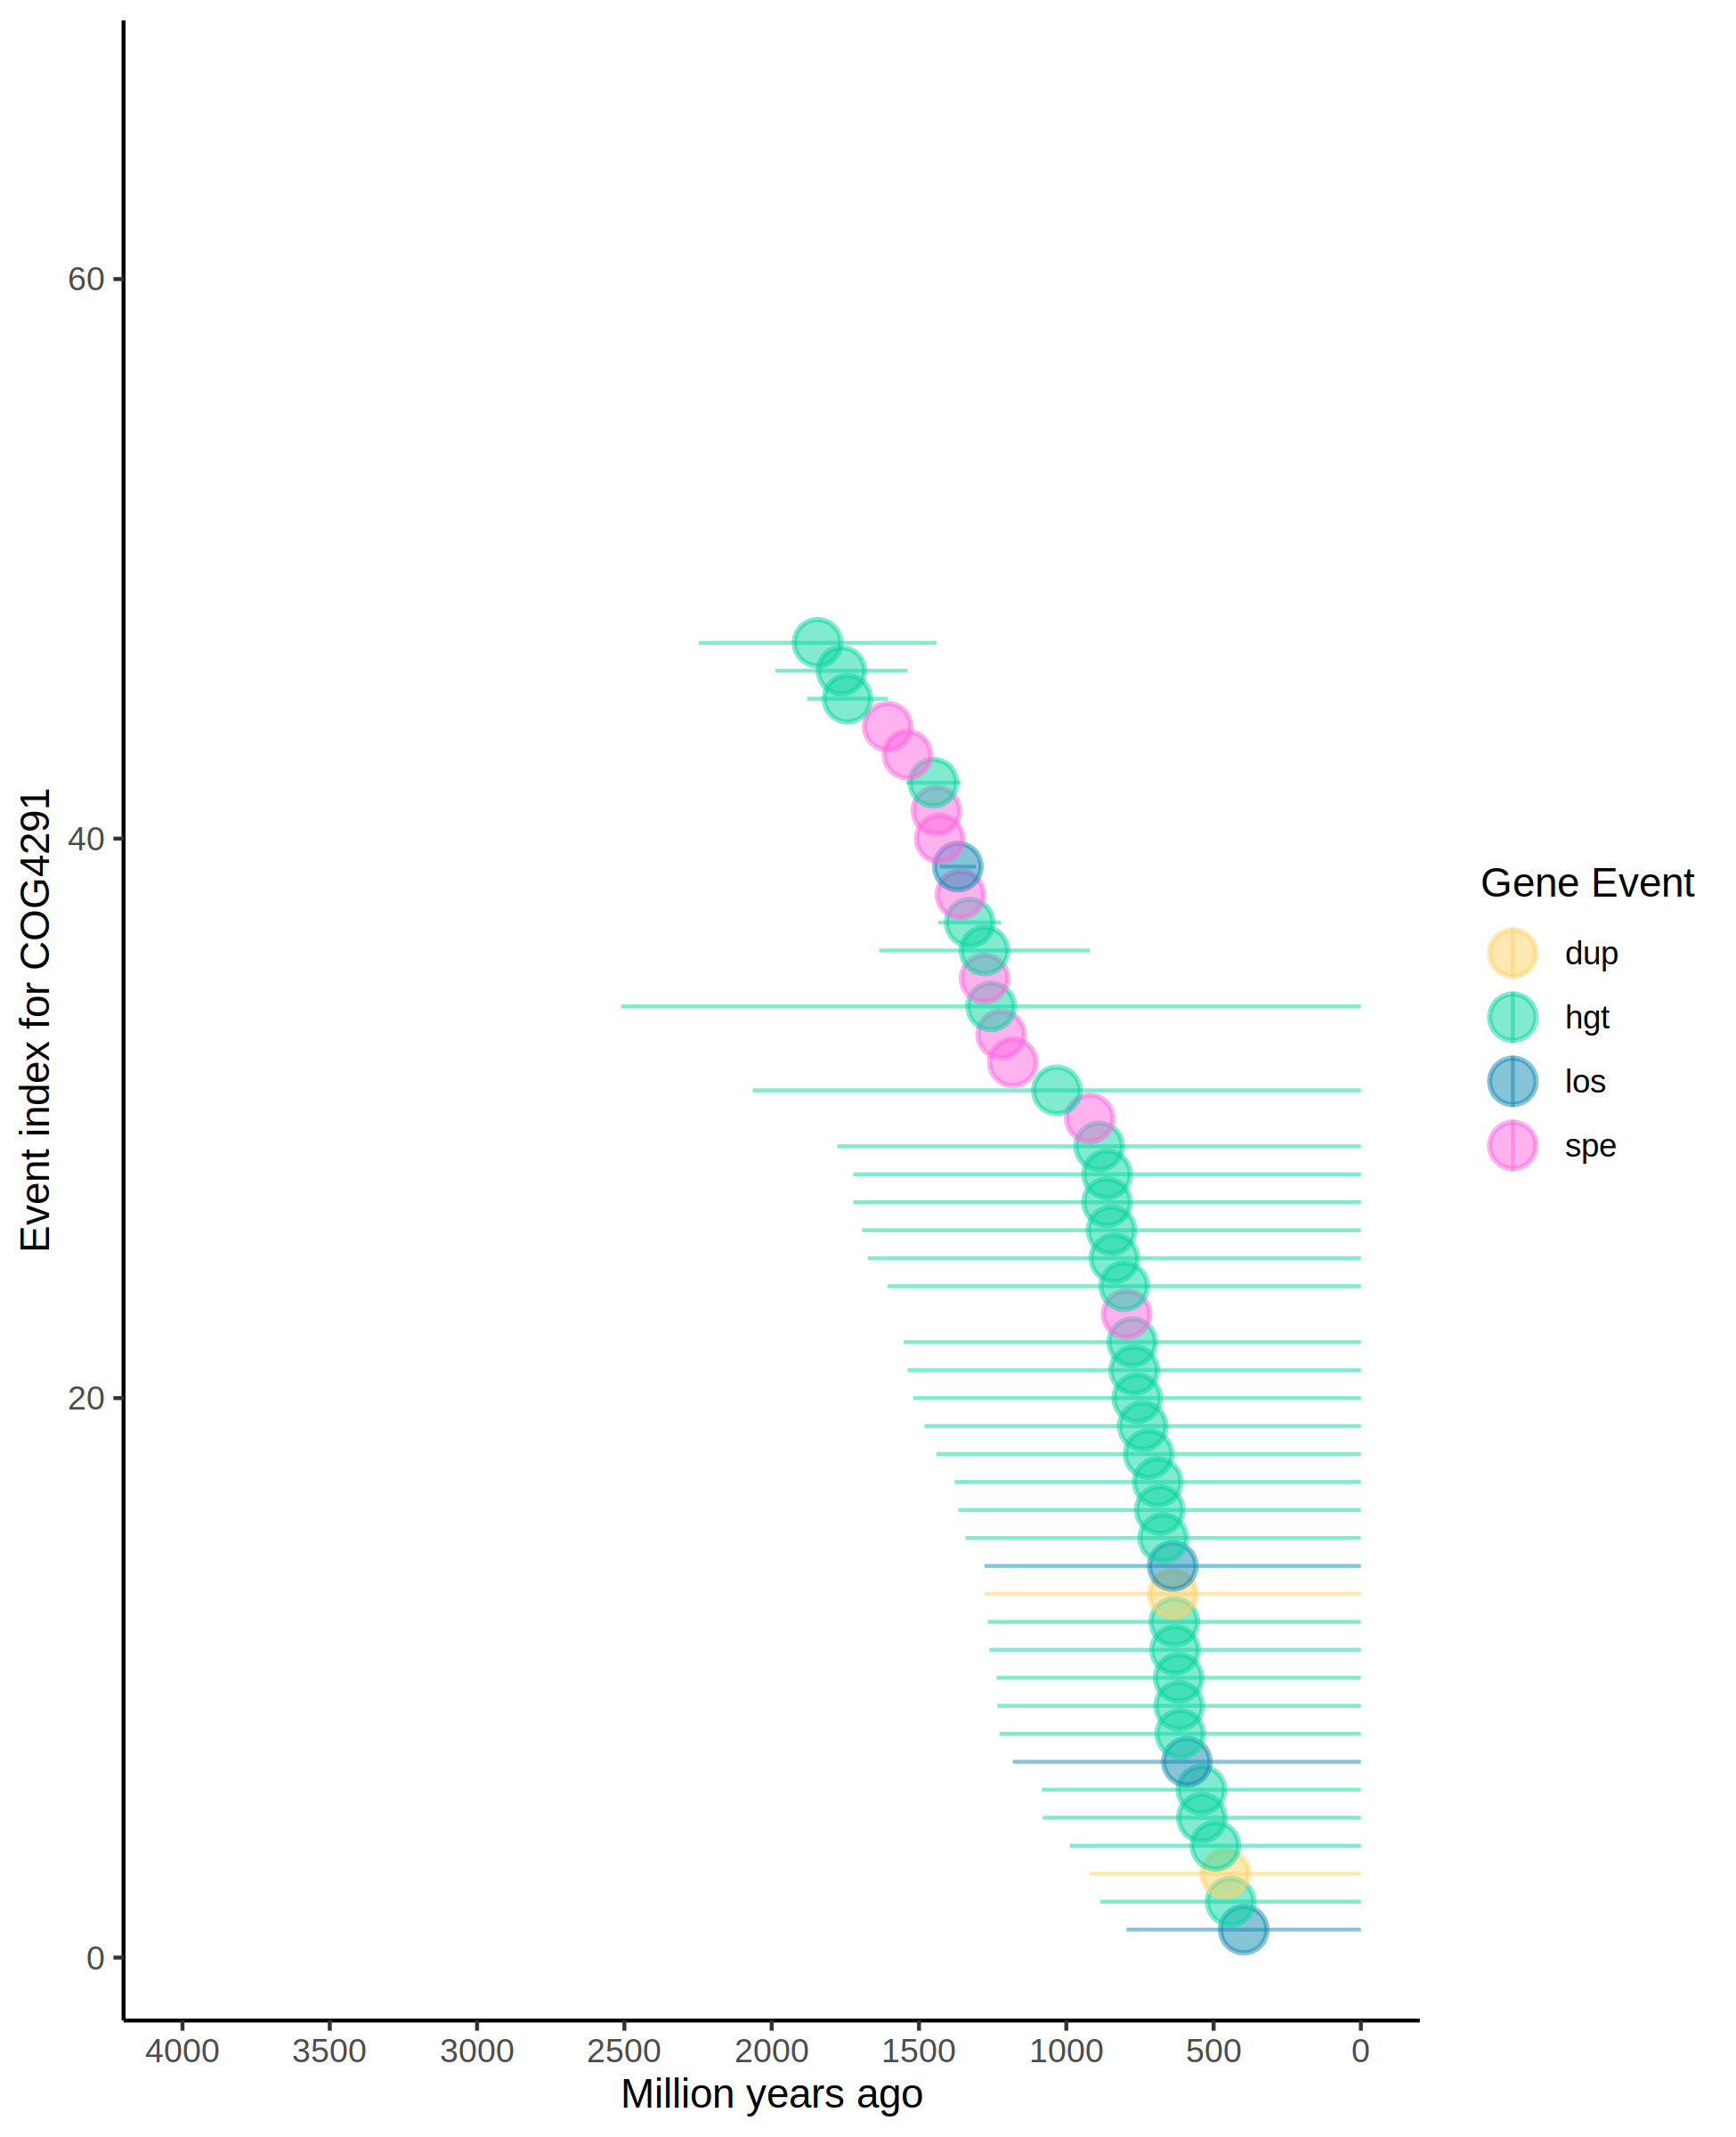 Event index for COG4291
60
40
20
0
4000 3500 3000 2500 2000 1500 1000 500 0
Million years ago
Gene Event
dup
hgt
los
spe